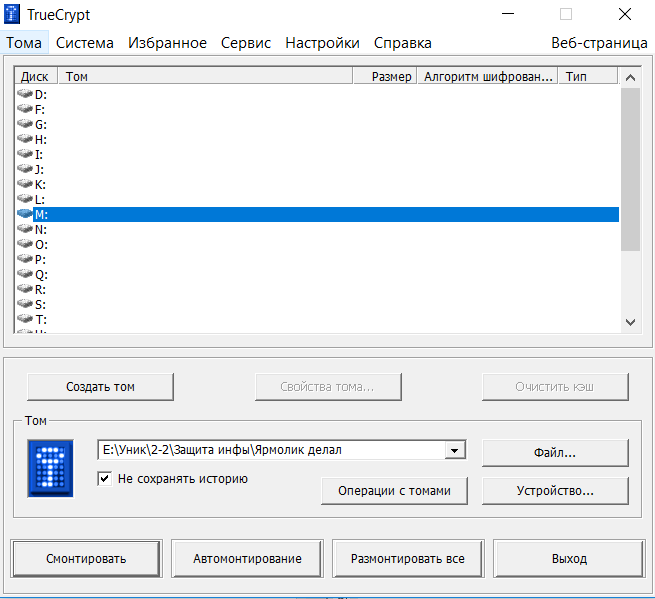 TrueCrypt
Тома Система Избранное Сервис Настройки Справка Веб-страница
Диск Том Размер Алгоритм шифрован... Тип
D:
F:
G:
H:
I:
J:
K:
L:
M:
N:
O:
P:
Q:
R:
S:
T:
Создать том Свойства тома... Очистить кэш
Том
E:\Уник\2-2\Защита инфы\Ярмолик делал Файл...
Не сохранять историю
Операции с томами Устройство...
Смонтировать Автомонтирование Размонтировать все Выход